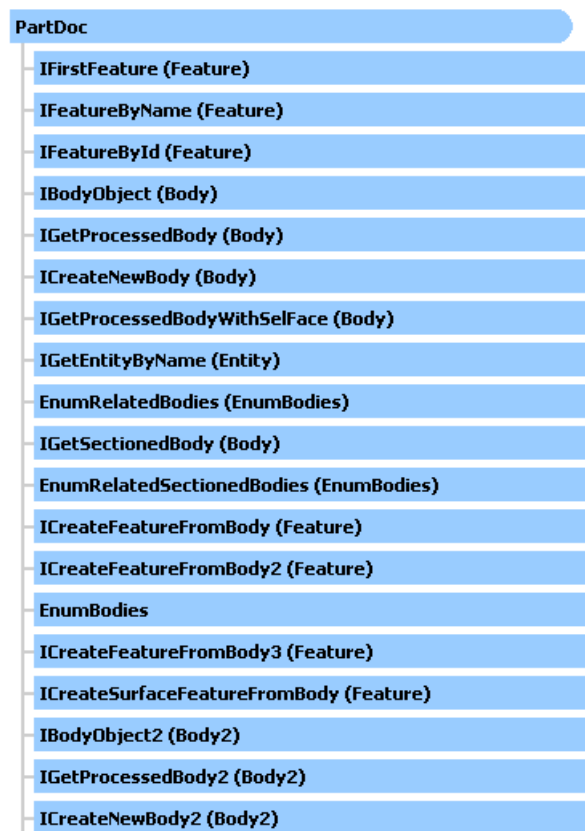 PartDoc
IFirstFeature (Feature)
IFeatureByName (Feature)
IFeatureById (Feature)
IBodyObject (Body)
IGetProcessedBody (Body)
ICreateNewBody (Body)
IGetProcessedBodyWithSelFace (Body)
IGetEntityByName (Entity)
EnumRelatedBodies (EnumBodies)
IGetSectionedBody (Body)
EnumRelatedSectionedBodies (EnumBodies)
ICreateFeatureFromBody (Feature)
ICreateFeatureFromBody2 (Feature)
EnumBodies
ICreateFeatureFromBody3 (Feature)
ICreateSurfaceFeatureFromBody (Feature)
IBodyObject2 (Body2)
IGetProcessedBody2 (Body2)
ICreateNewBody2 (Body2)